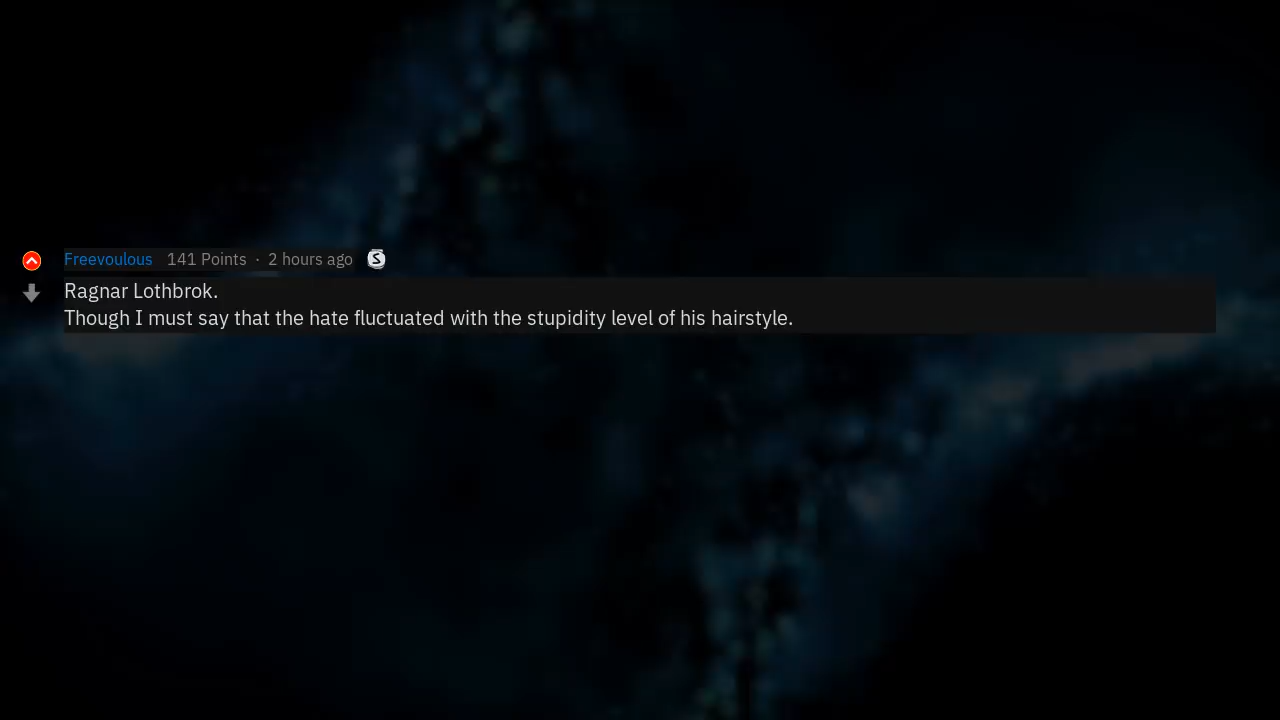 Freevoulous 141 Points · 2 hours ago S
Ragnar Lothbrok.
Though I must say that the hate fluctuated with the stupidity level of his hairstyle.